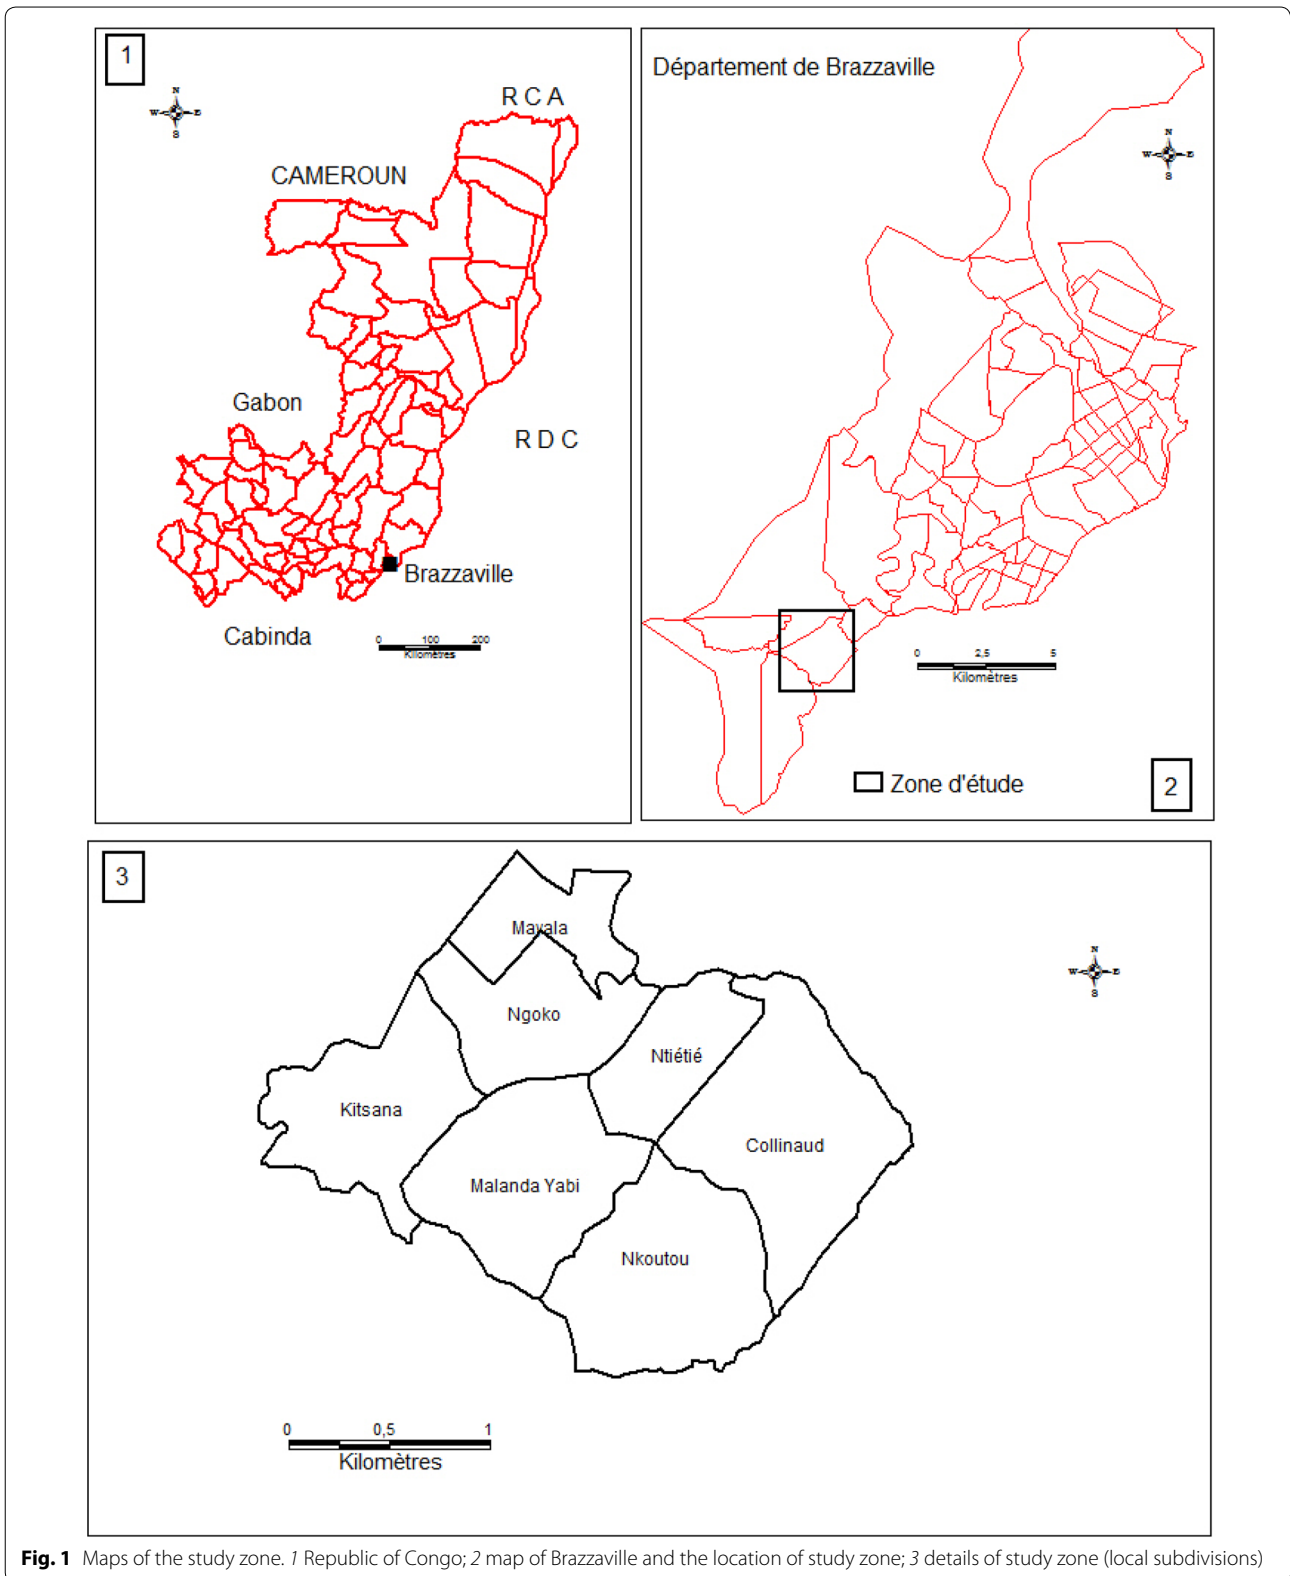 1
N
W E
S
R C A
CAMEROUN
Gabon
R D C
Brazzaville
Cabinda
0 100 200
Kilomètres
Département de Brazzaville
N
W E
S
0 2,5 5
Kilomètres
Zone d'étude
2
3
N
W E
S
Mayala
Ngoko
Ntiétié
Kitsana
Collinaud
Malanda Yabi
Nkoutou
0 0,5 1
Kilomètres
Fig. 1 Maps of the study zone. 1 Republic of Congo; 2 map of Brazzaville and the location of study zone; 3 details of study zone (local subdivisions)